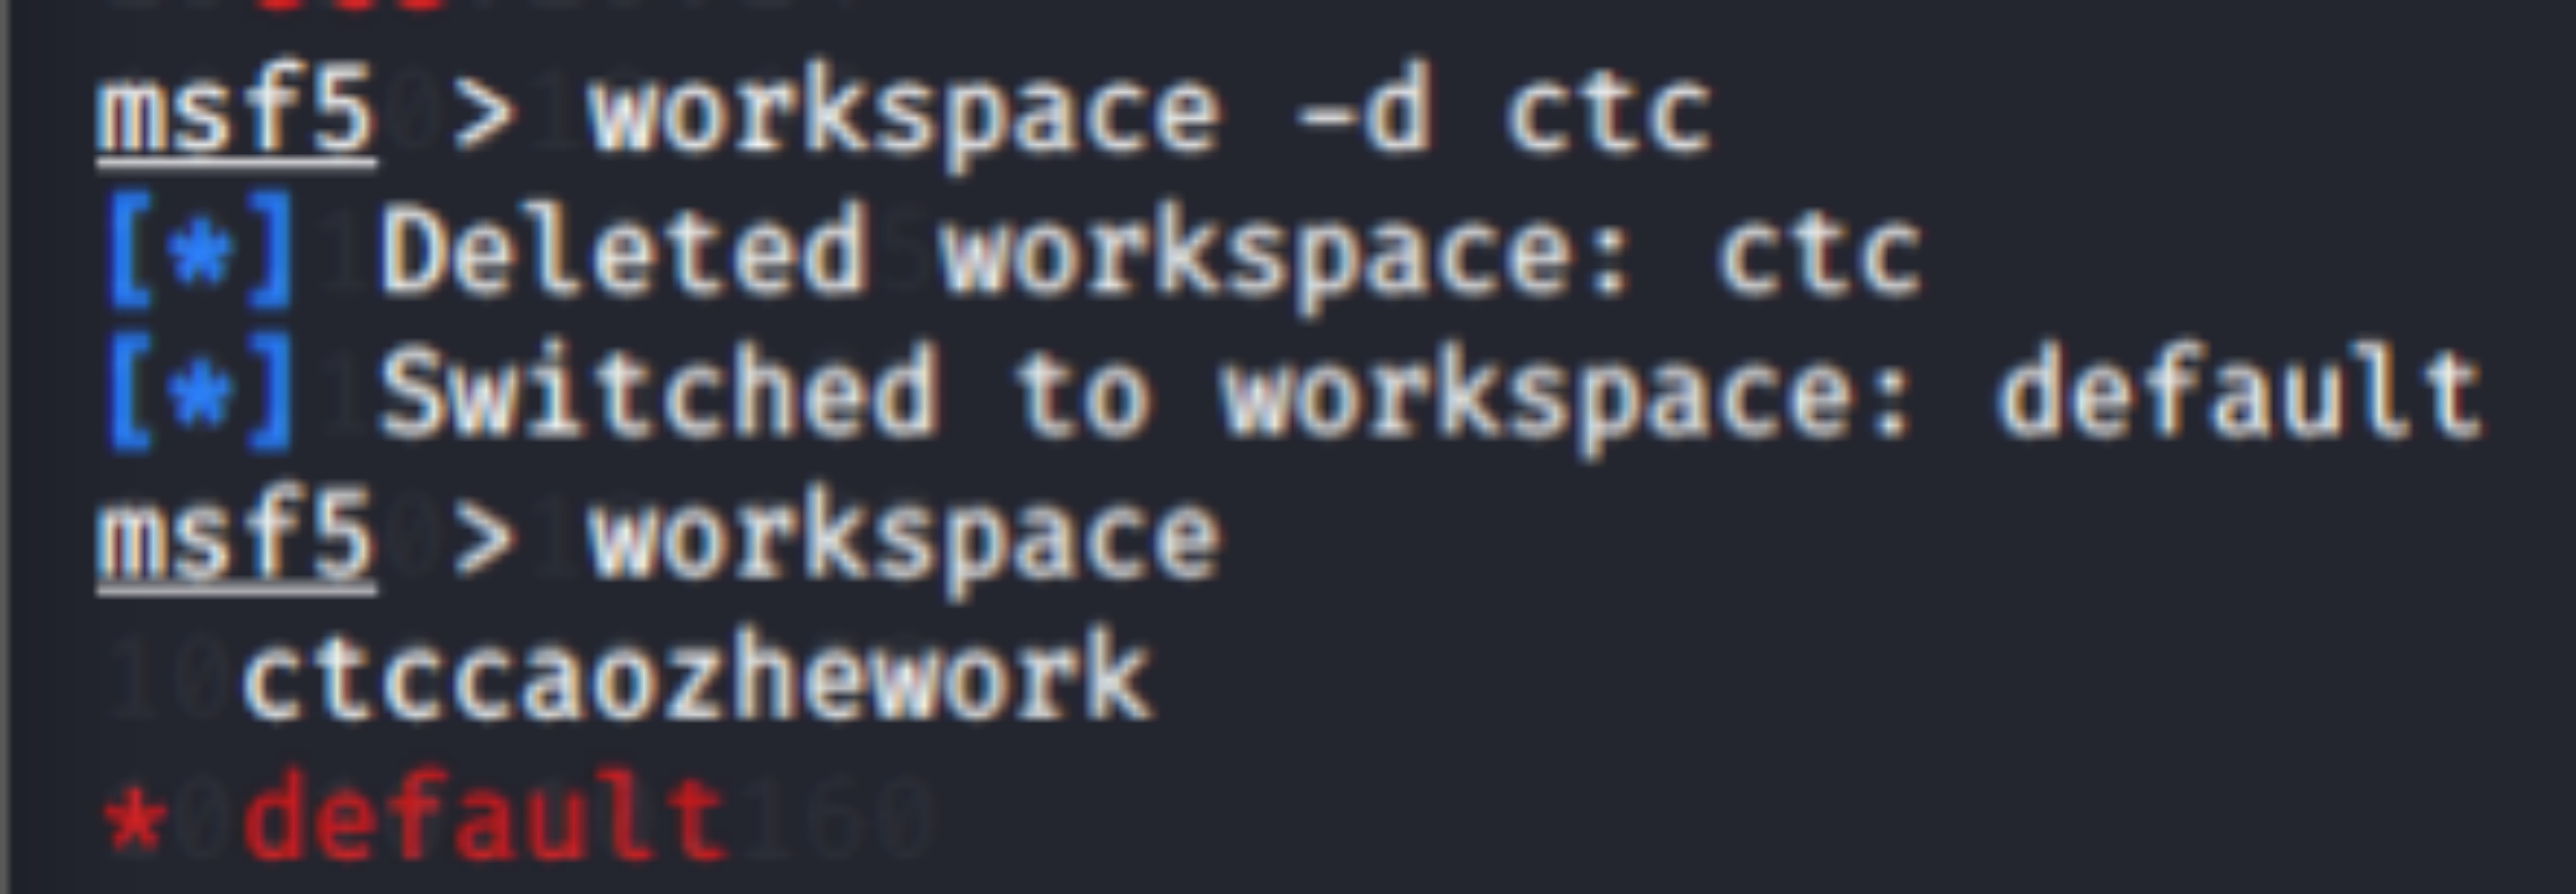 msf5 > workspace -d ctc
[*] Deleted workspace: ctc
[*] Switched to workspace: default
msf5 > workspace
ctccaozhework
* default